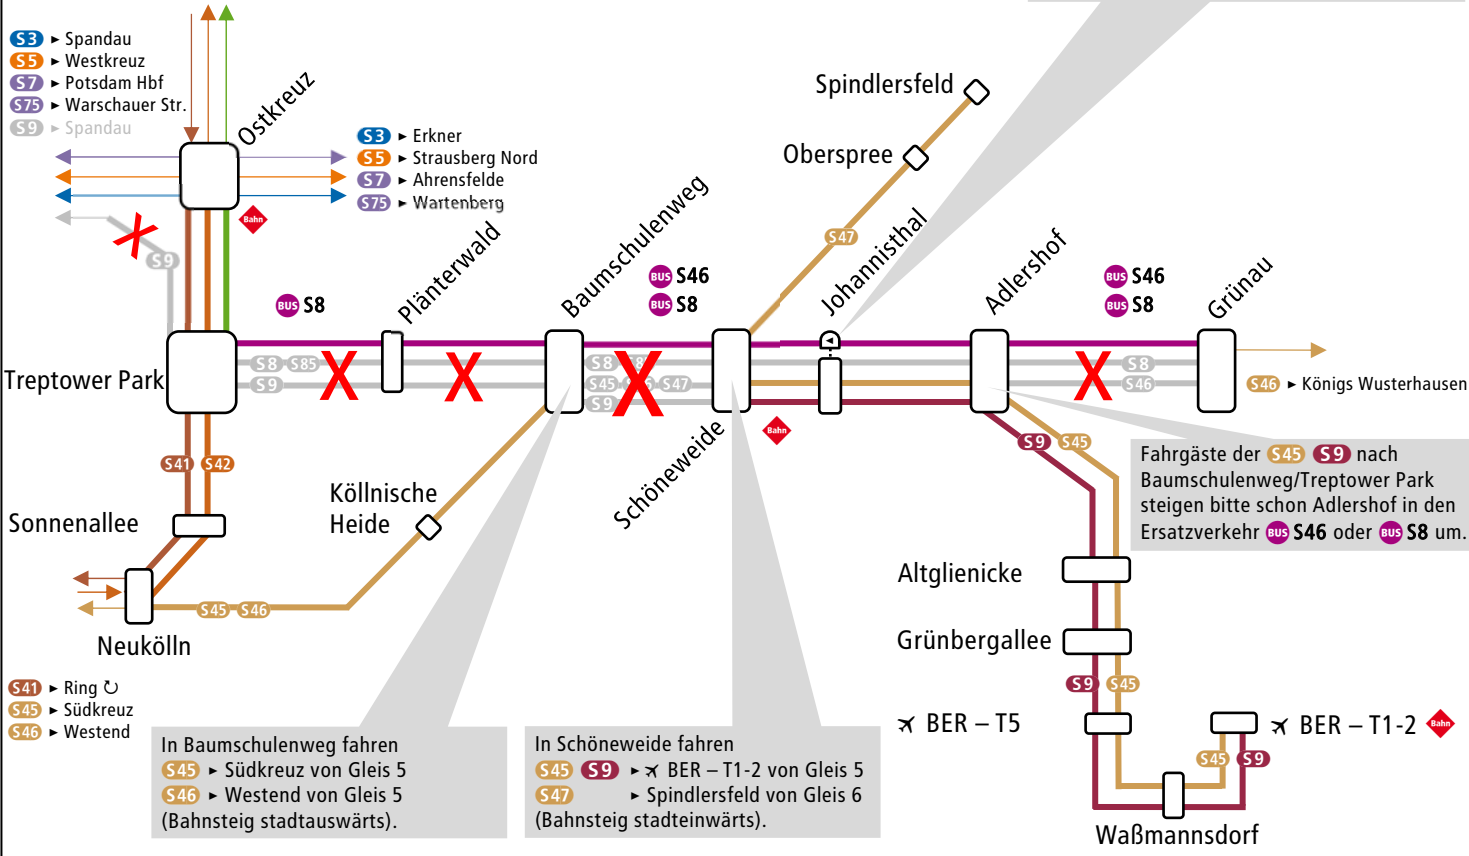 S3 ▸ Spandau
S5 ▸ Westkreuz
S7 ▸ Potsdam Hbf
S75 ▸ Warschauer Str.
S9 ▸ Spandau
Ostkreuz
S3 ▸ Erkner
S5 ▸ Strausberg Nord
S7 ▸ Ahrensfelde
S75 ▸ Wartenberg
Bahn
S9
Spindlersfeld
Oberspree
S47
BUS S8
Plänterwald
Baumschulenweg
BUS S46
BUS S8
Johannisthal
Adlershof
BUS S46
BUS S8
Grünau
Treptower Park
S8 S85
S9
S8
S45 S47
S9
S8
S46
S46 ▸ Königs Wusterhausen
Schöneweide
Bahn
S9 S45
Fahrgäste der S45 S9 nach
Baumschulenweg/Treptower Park
steigen bitte schon Adlershof in den
Ersatzverkehr BUS S46 oder BUS S8 um.
S41 S42
Sonnenallee
Köllnische
Heide
S45 S46
Neukölln
Altglienicke
Grünbergallee
S9 S45
S41 ▸ Ring ↻
S45 ▸ Südkreuz
S46 ▸ Westend
BER – T5
BER – T1-2 Bahn
S45 S9
Waßmannsdorf
In Baumschulenweg fahren
S45 ▸ Südkreuz von Gleis 5
S46 ▸ Westend von Gleis 5
(Bahnsteig stadtauswärts).
In Schöneweide fahren
S45 S9 ▸ BER – T1-2 von Gleis 5
S47 ▸ Spindlersfeld von Gleis 6
(Bahnsteig stadteinwärts).